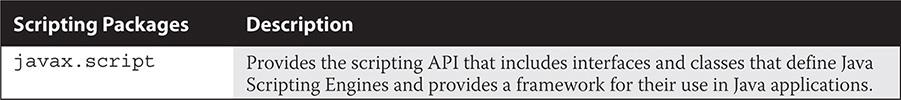 Scripting Packages Description
javax.script Provides the scripting API that includes interfaces and classes that define Java
Scripting Engines and provides a framework for their use in Java applications.